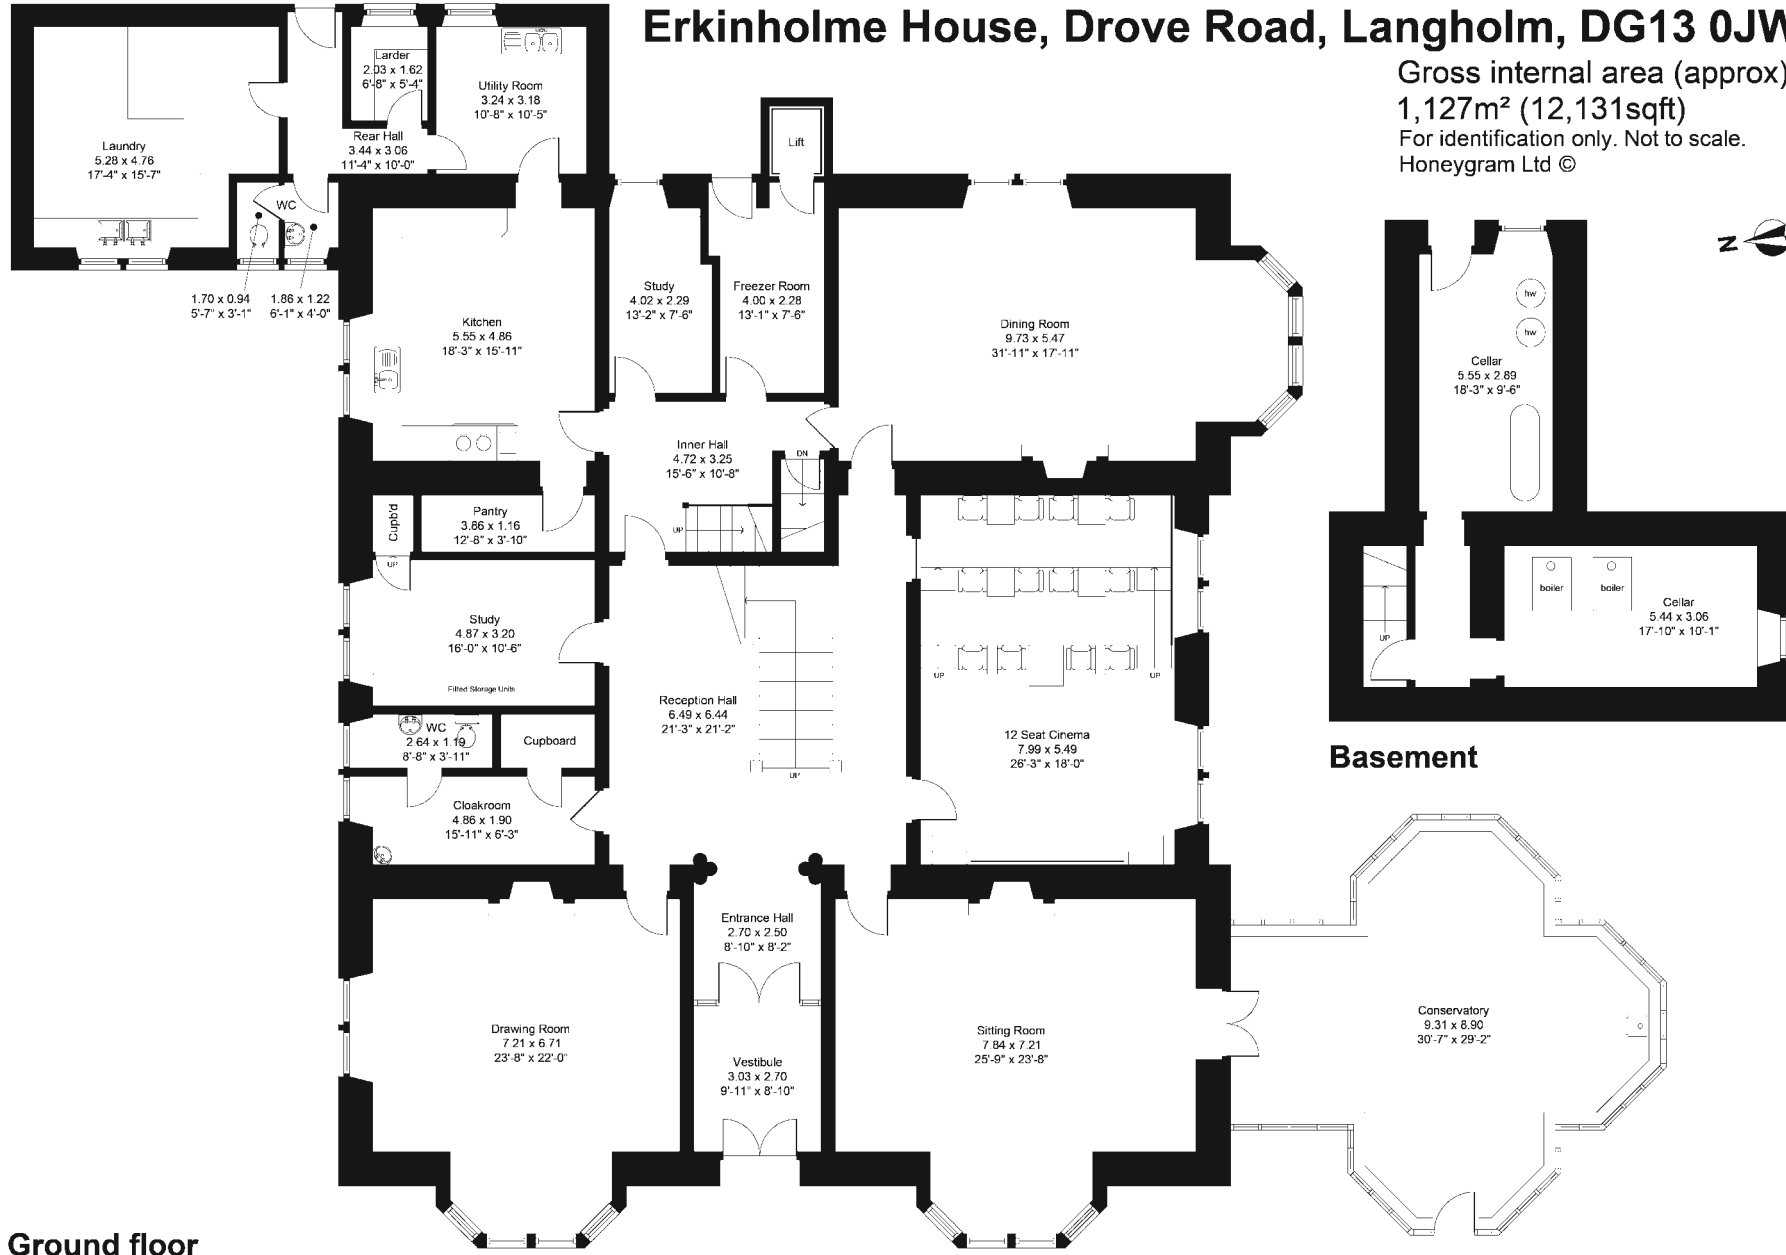 Erkinholme House, Drove Road, Langholm, DG13 0JW
Gross internal area (approx)
1,127m² (12,131sqft)
For identification only. Not to scale.
Honeygram Ltd ©
N
Larder
2.03 x 1.62
6'-8" x 5'-4"
Utility Room
3.24 x 3.18
10'-8" x 10'-5"
Rear Hall
3.44 x 3.06
11'-4" x 10'-0"
Laundry
5.28 x 4.76
17'-4" x 15'-7"
WC
1.70 x 0.94
5'-7" x 3'-1"
1.86 x 1.22
6'-1" x 4'-0"
Lift
Kitchen
5.55 x 4.86
18'-3" x 15'-11"
Study
4.02 x 2.29
13'-2" x 7'-6"
Freezer Room
4.00 x 2.28
13'-1" x 7'-6"
Dining Room
9.73 x 5.47
31'-11" x 17'-11"
Inner Hall
4.72 x 3.25
15'-6" x 10'-8"
DN
UP
Cupb'd
UP
Pantry
3.86 x 1.16
12'-8" x 3'-10"
Study
4.87 x 3.20
16'-0" x 10'-6"
Fitted Storage Units
WC
2.64 x 1.19
8'-8" x 3'-11"
Cupboard
Cloakroom
4.86 x 1.90
15'-11" x 6'-3"
Reception Hall
6.49 x 6.44
21'-3" x 21'-2"
UP
UP
UP
12 Seat Cinema
7.99 x 5.49
26'-3" x 18'-0"
Entrance Hall
2.70 x 2.50
8'-10" x 8'-2"
Drawing Room
7.21 x 6.71
23'-8" x 22'-0"
Vestibule
3.03 x 2.70
9'-11" x 8'-10"
Sitting Room
7.84 x 7.21
25'-9" x 23'-8"
Conservatory
9.31 x 8.90
30'-7" x 29'-2"
hw
hw
Cellar
5.55 x 2.89
18'-3" x 9'-6"
boiler
boiler
Cellar
5.44 x 3.06
17'-10" x 10'-1"
UP
Basement
Ground floor